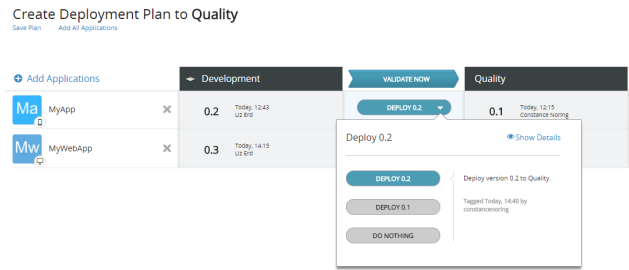 Create Deployment Plan to Quality
Save Plan Add All Applications
Add Applications Development VALIDATE NOW Quality
Ma MyApp 0.2 Today, 12:43 DEPLOY 0.2 0.1 Today, 12:15
Liz Erd Constance Noring
Mw MyWebApp 0.3 Today, 14:15
Liz Erd
Deploy 0.2 Show Details
DEPLOY 0.2 Deploy version 0.2 to Quality.
DEPLOY 0.1 Tagged Today, 14:40 by
constancenoring
DO NOTHING